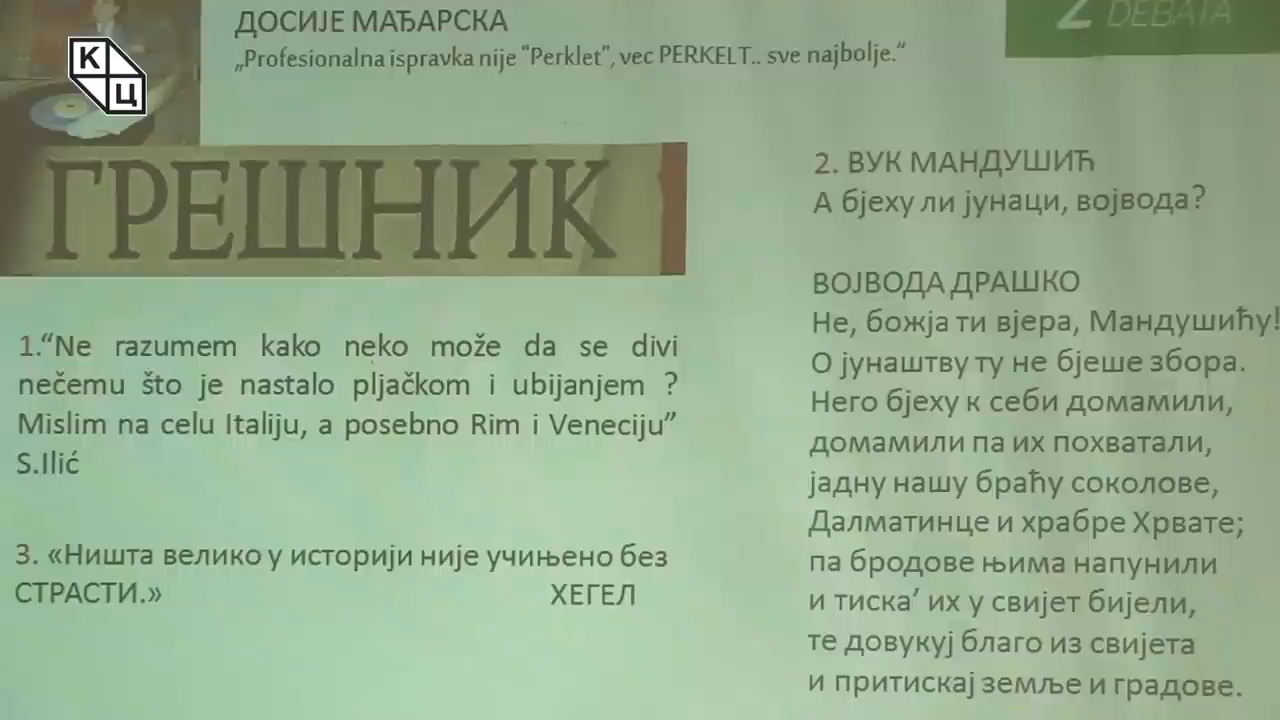 К
Ц
ДОСИЈЕ МАЂАРСКА
„Profesionalna ispravka nije "Perklet", vec PERKELT.. sve najbolje.“
2 DEBATA
ГРЕШНИК
1.“Ne razumem kako neko može da se divi
nečemu što je nastalo pljačkom i ubijanjem ?
Mislim na celu Italiju, a posebno Rim i Veneciju”
S.Ilić
3. «Ништа велико у историји није учињено без
СТРАСТИ.» ХЕГЕЛ
2. ВУК МАНДУШИЋ
А бјеху ли јунаци, војвода?
ВОЈВОДА ДРАШКО
Не, божја ти вјера, Мандушићу!
О јунаштву ту не бјеше збора.
Него бјеху к себи домамили,
домамили па их похватали,
јадну нашу браћу соколове,
Далматинце и храбре Хрвате;
па бродове њима напунили
и тиска’ их у свијет бијели,
те довукуј благо из свијета
и притискај земље и градове.